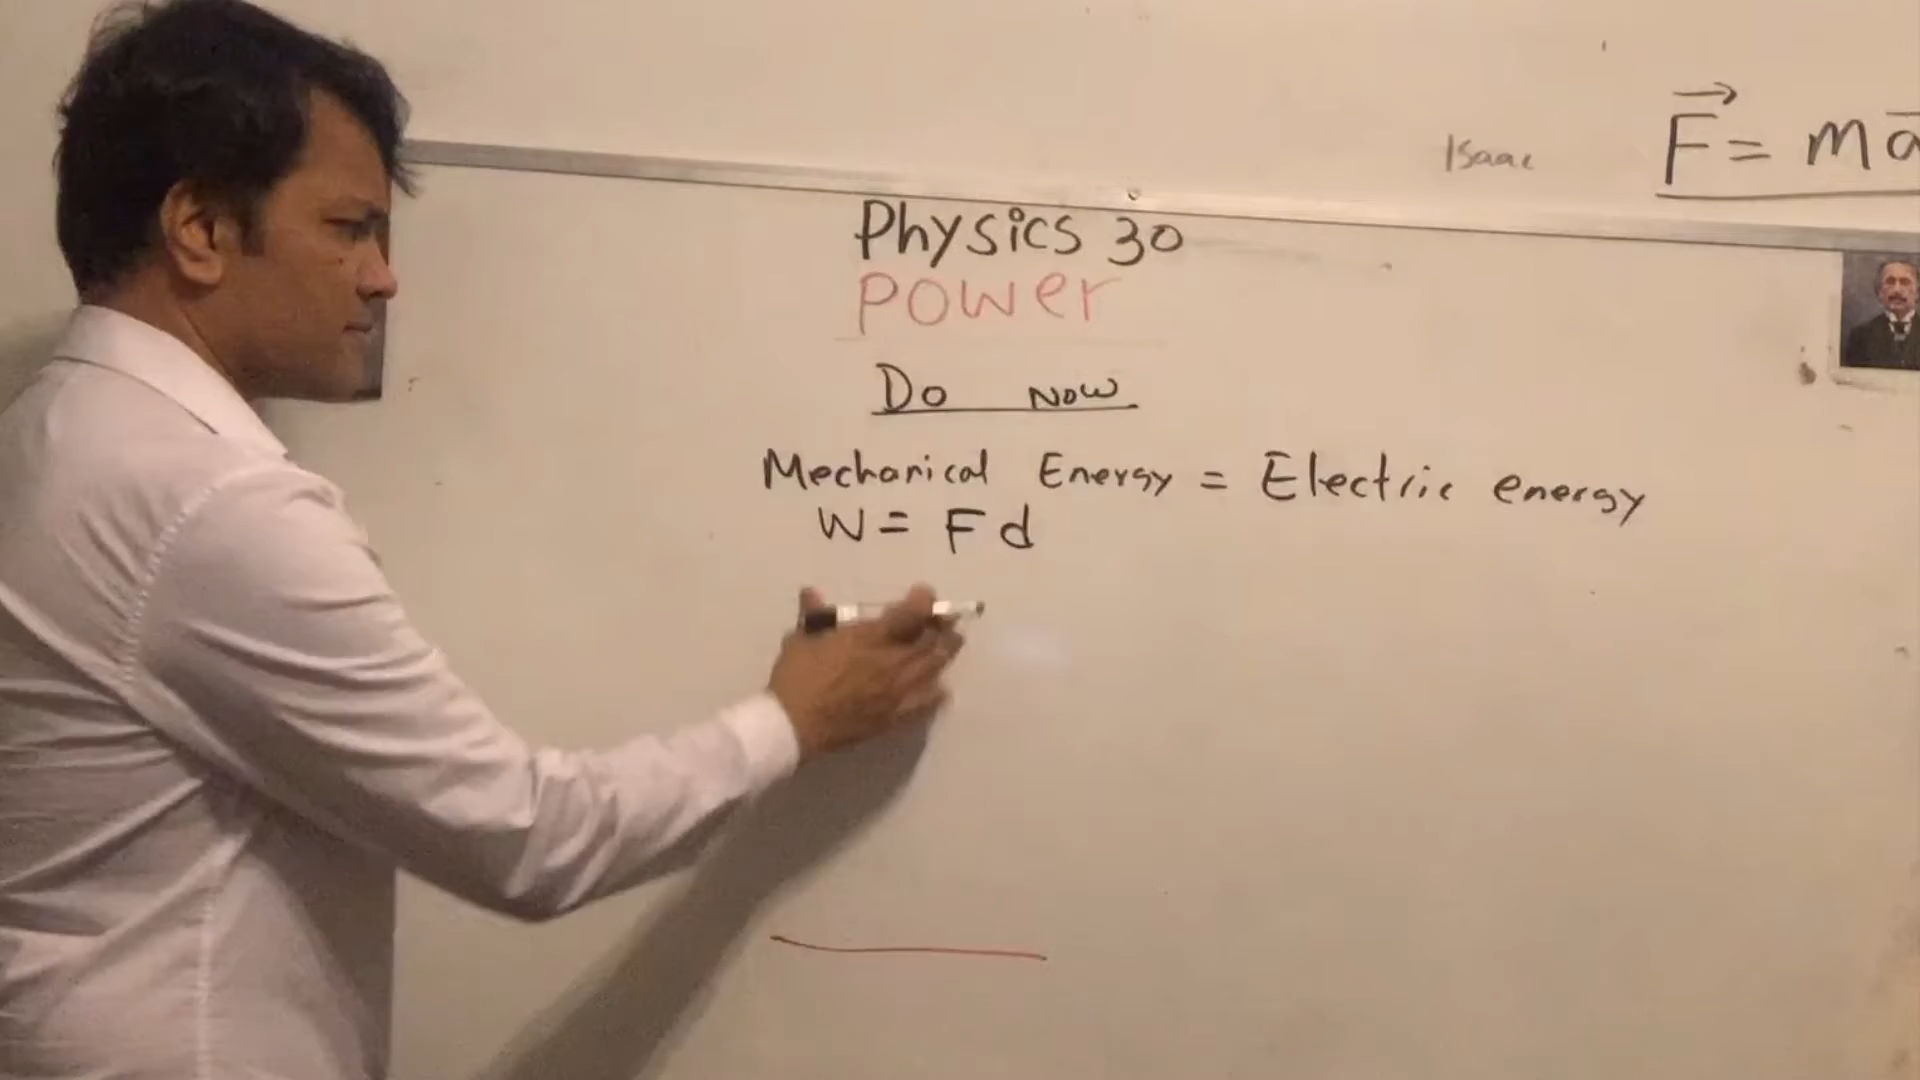 Isaac
F = ma
Physics 30
Power
Do Now
Mechanical Energy = Electric energy
W = Fd